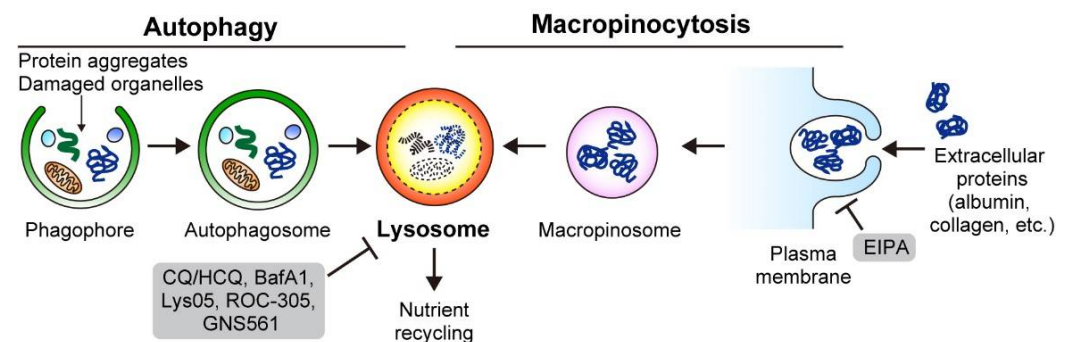 Autophagy
Macropinocytosis
Protein aggregates
Damaged organelles
Extracellular
proteins
(albumin,
collagen, etc.)
Phagophore
Autophagosome
Lysosome
Macropinosome
Plasma
membrane
EIPA
CQ/HCQ, BafA1,
Lys05, ROC-305,
GNS561
Nutrient
recycling